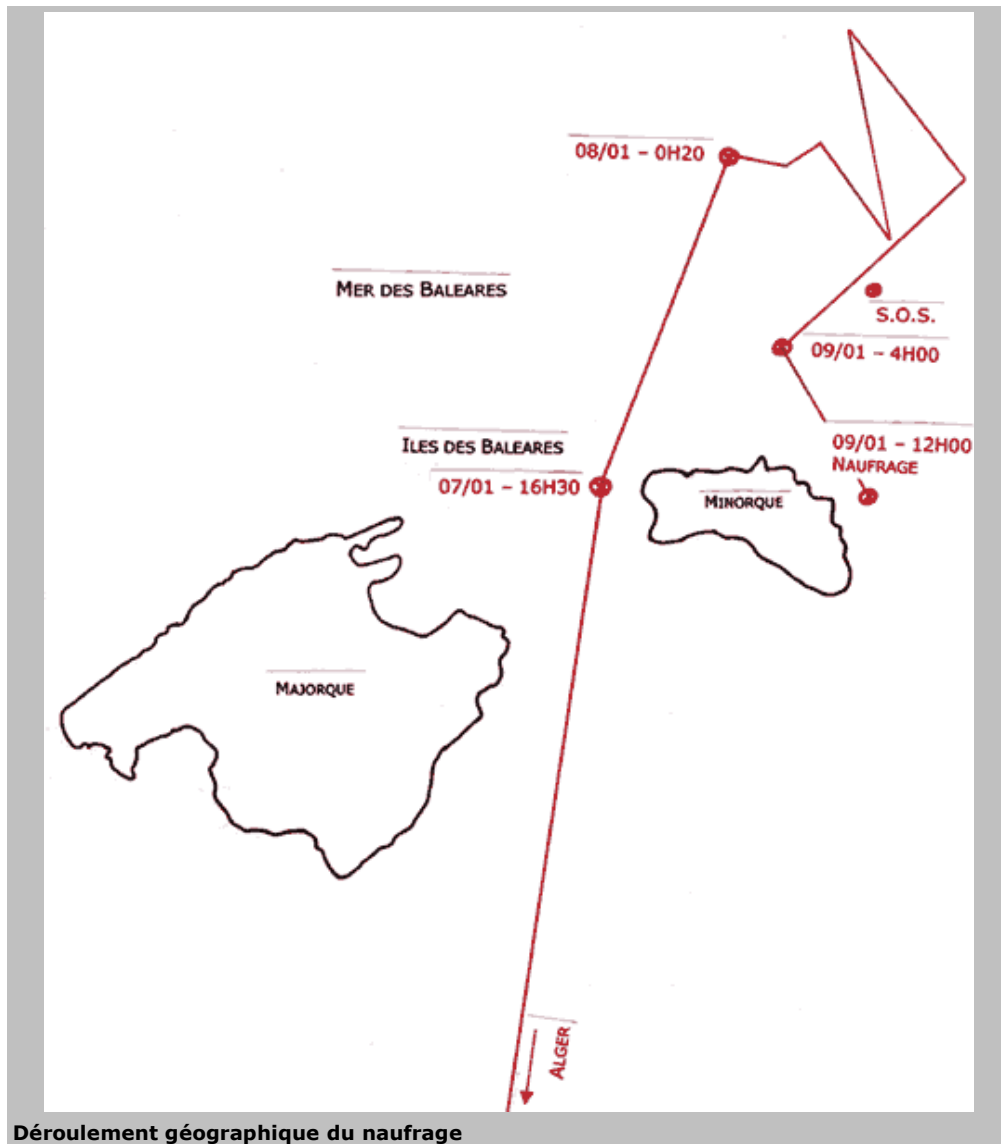 08/01 – 0H20
MER DES BALEARES
S.O.S.
09/01 – 4H00
ILES DES BALEARES
09/01 – 12H00
NAUFRAGE
07/01 – 16H30
MINORQUE
MAJORQUE
ALGER
Déroulement géographique du naufrage